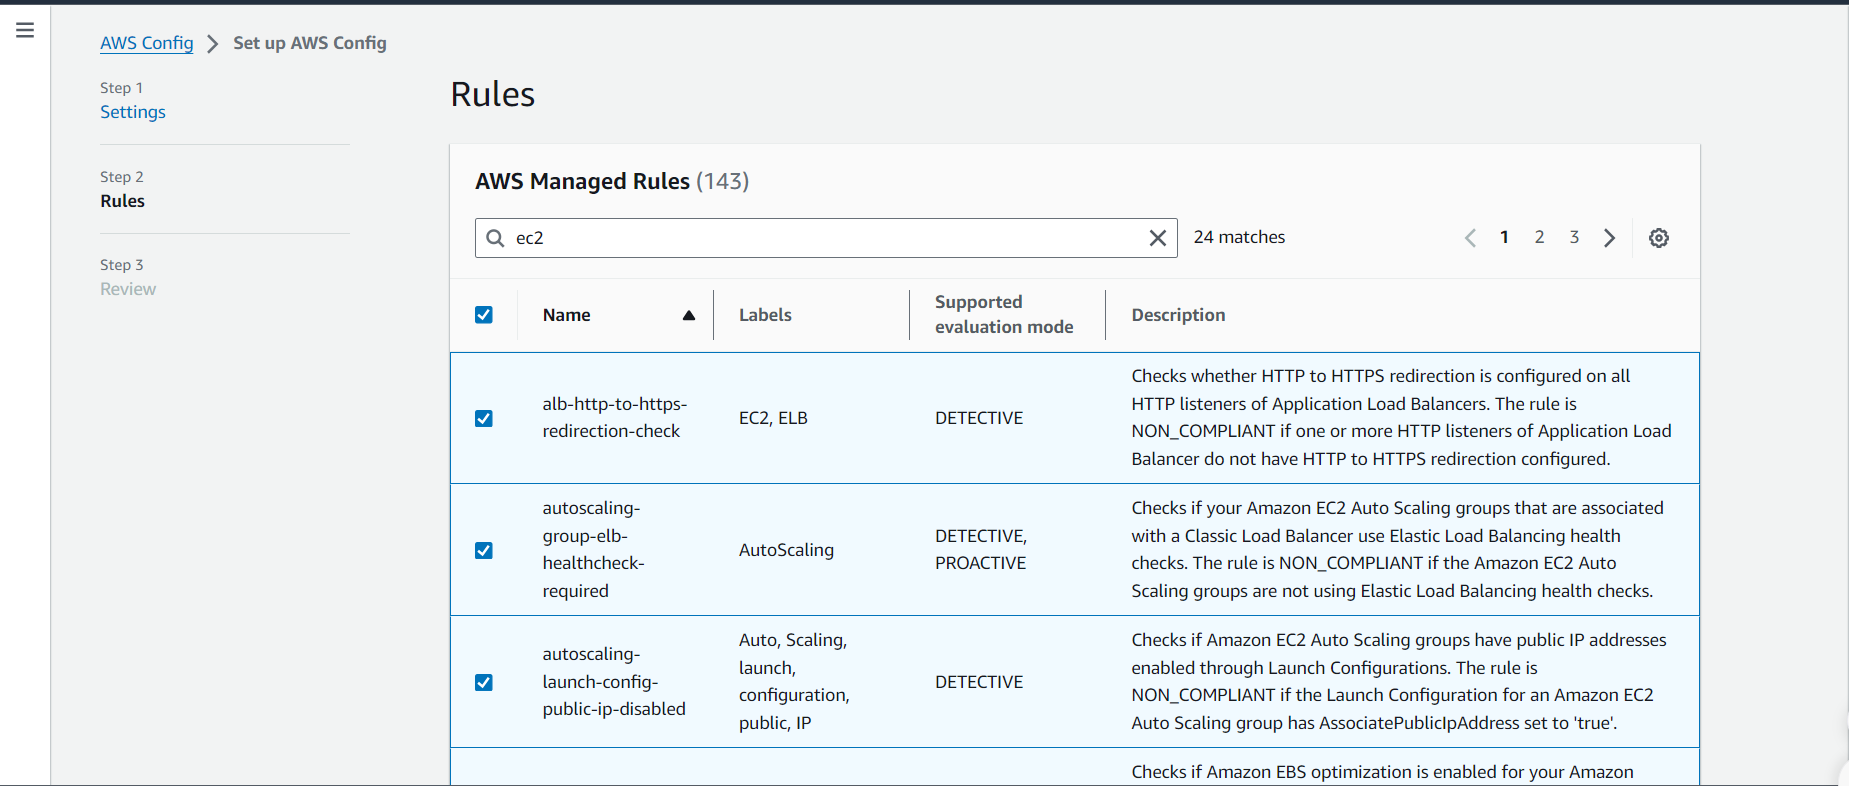 AWS Config > Set up AWS Config
Step 1
Settings
Step 2
Rules
Step 3
Review
Rules
AWS Managed Rules (143)
ec2
24 matches
1 2 3
Name
Labels
Supported
evaluation mode
Description
alb-http-to-https-
redirection-check
EC2, ELB
DETECTIVE
Checks whether HTTP to HTTPS redirection is configured on all
HTTP listeners of Application Load Balancers. The rule is
NON_COMPLIANT if one or more HTTP listeners of Application Load
Balancer do not have HTTP to HTTPS redirection configured.
autoscaling-
group-elb-
healthcheck-
required
AutoScaling
DETECTIVE,
PROACTIVE
Checks if your Amazon EC2 Auto Scaling groups that are associated
with a Classic Load Balancer use Elastic Load Balancing health
checks. The rule is NON_COMPLIANT if the Amazon EC2 Auto
Scaling groups are not using Elastic Load Balancing health checks.
autoscaling-
launch-config-
public-ip-disabled
Auto, Scaling,
launch,
configuration,
public, IP
DETECTIVE
Checks if Amazon EC2 Auto Scaling groups have public IP addresses
enabled through Launch Configurations. The rule is
NON_COMPLIANT if the Launch Configuration for an Amazon EC2
Auto Scaling group has AssociatePublicIpAddress set to 'true'.
Checks if Amazon EBS optimization is enabled for your Amazon